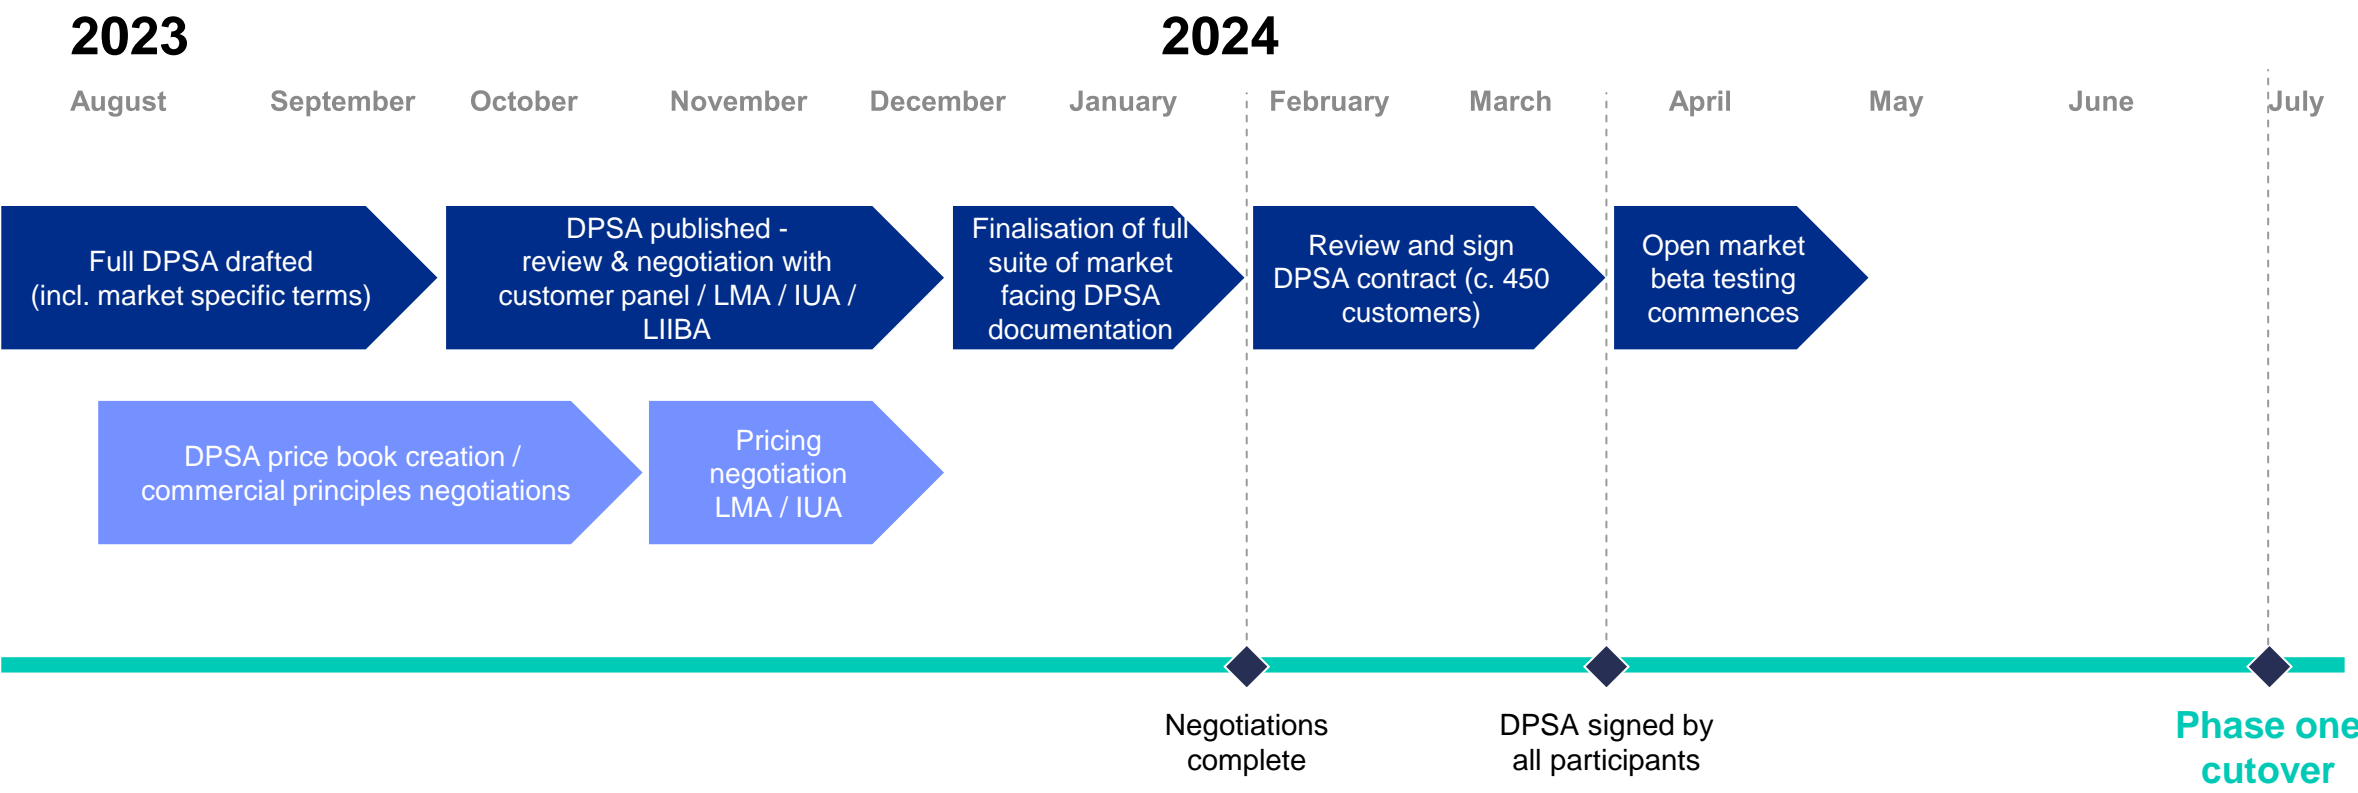 2023 2024
August September October November December January February March April May June July
Full DPSA drafted
(incl. market specific terms)
DPSA published -
review & negotiation with
customer panel / LMA / IUA /
LIIBA
Finalisation of full
suite of market
facing DPSA
documentation
Review and sign
DPSA contract (c. 450
customers)
Open market
beta testing
commences
DPSA price book creation /
commercial principles negotiations
Pricing
negotiation
LMA / IUA
Negotiations
complete
DPSA signed by
all participants
Phase one
cutover